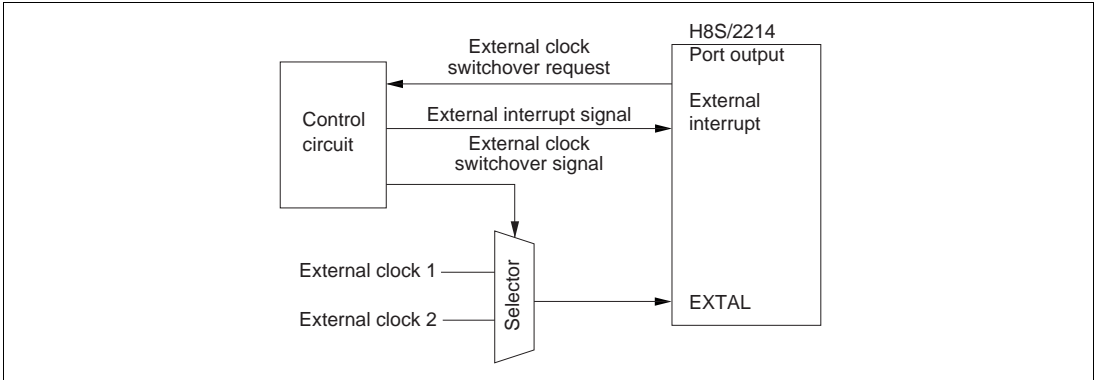 H8S/2214
Port output
External clock
switchover request
External
interrupt
Control
circuit
External interrupt signal
External clock
switchover signal
External clock 1
External clock 2
Selector
EXTAL